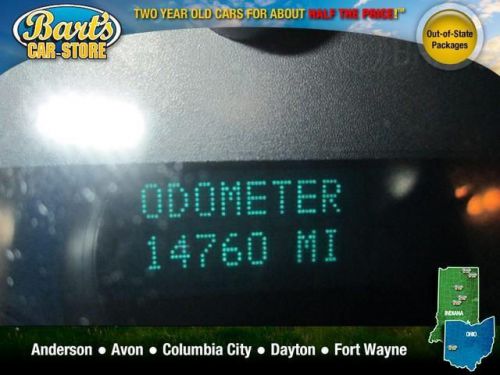 Bart's
CAR-STORE
TWO YEAR OLD CARS FOR ABOUT HALF THE PRICE!™
Out-of-State
Packages
ODOMETER
14760 MI
INDIANA
OHIO
Anderson • Avon • Columbia City • Dayton • Fort Wayne